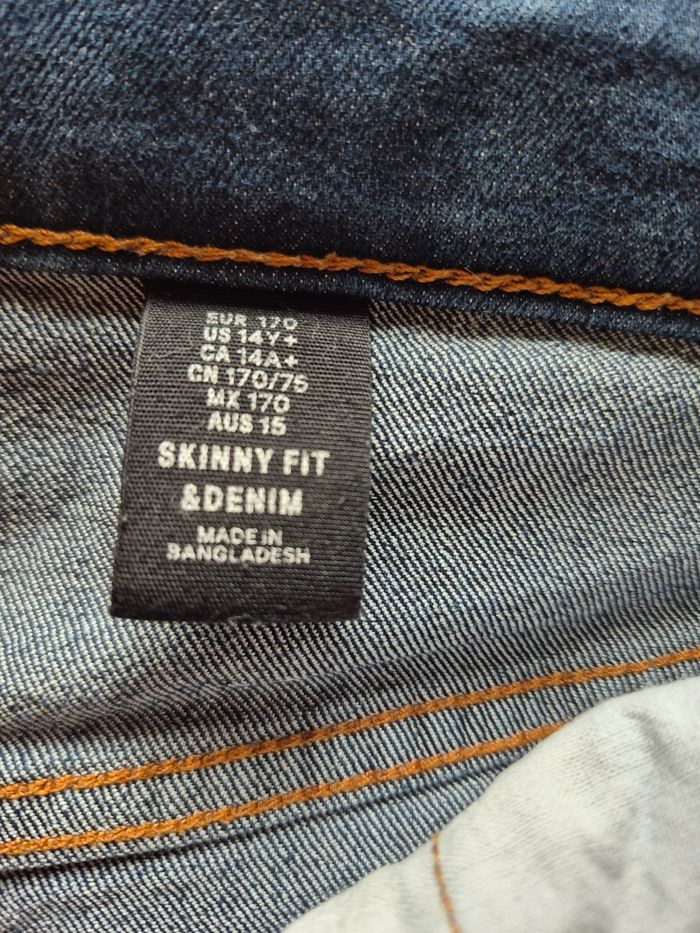 EUR 170
US 14Y+
CA 14A+
CN 170/75
MX 170
AUS 15
SKINNY FIT
&DENIM
MADE IN
BANGLADESH